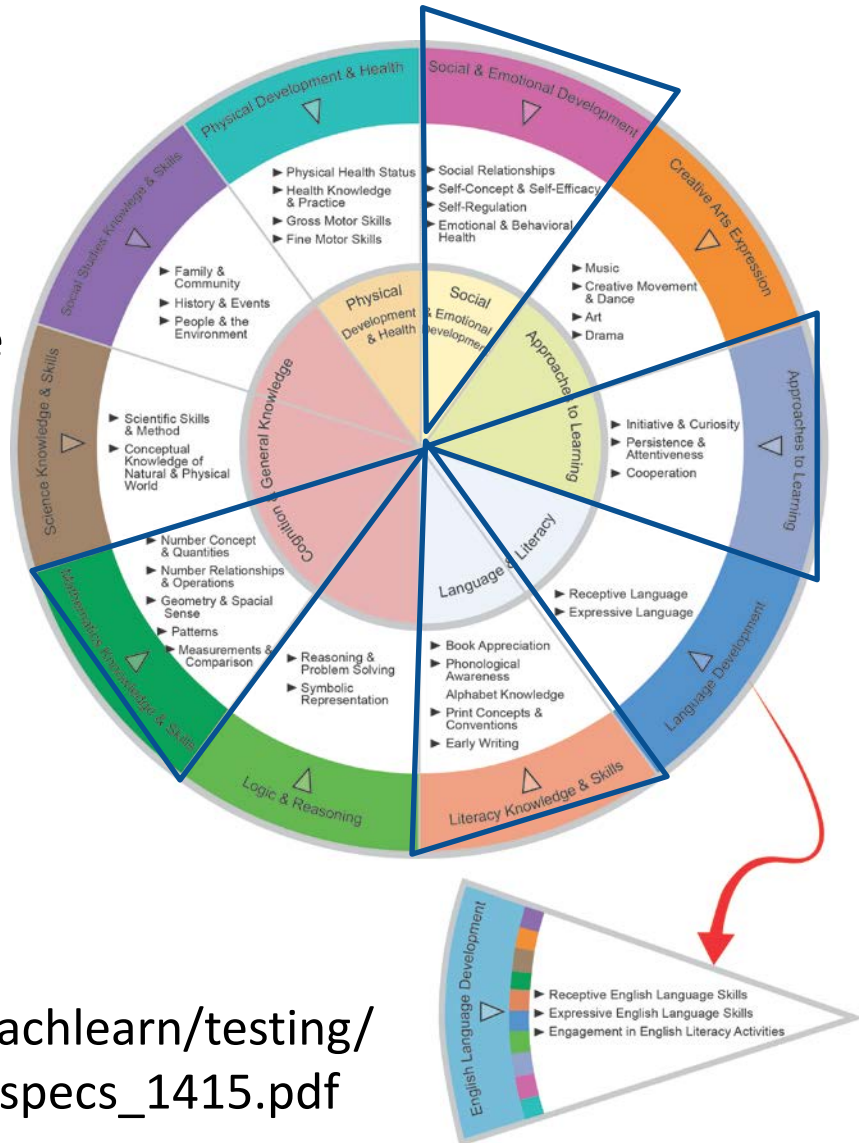 Physical Development & Health
► Physical Health Status
► Health Knowledge
& Practice
► Gross Motor Skills
► Fine Motor Skills
Social & Emotional Development
► Social Relationships
► Self-Concept & Self-Efficacy
► Self-Regulation
► Emotional & Behavioral
Health
Creative Arts Expression
► Music
► Creative Movement
& Dance
► Art
► Drama
Approaches to Learning
► Initiative & Curiosity
► Persistence &
Attentiveness
► Cooperation
Language Development
► Receptive Language
► Expressive Language
Literacy Knowledge & Skills
► Book Appreciation
► Phonological
Awareness
Alphabet Knowledge
► Print Concepts &
Conventions
► Early Writing
Logic & Reasoning
► Reasoning &
Problem Solving
► Symbolic
Representation
Mathematics Knowledge & Skills
► Number Concept
& Quantities
► Number Relationships
& Operations
► Geometry & Spacial
Sense
► Patterns
► Measurements &
Comparison
Science Knowledge & Skills
► Scientific Skills
& Method
► Conceptual
Knowledge of
Natural & Physical
World
Social Studies Knowlege & Skills
► Family &
Community
► History & Events
► People & the
Environment
Physical
Development
& Health
Social
& Emotional
Development
Approaches to Learning
Language & Literacy
Cognition & General Knowledge
e
English Language Development
► Receptive English Language Skills
► Expressive English Language Skills
► Engagement in English Literacy Activities
achlearn/testing/
specs_1415.pdf